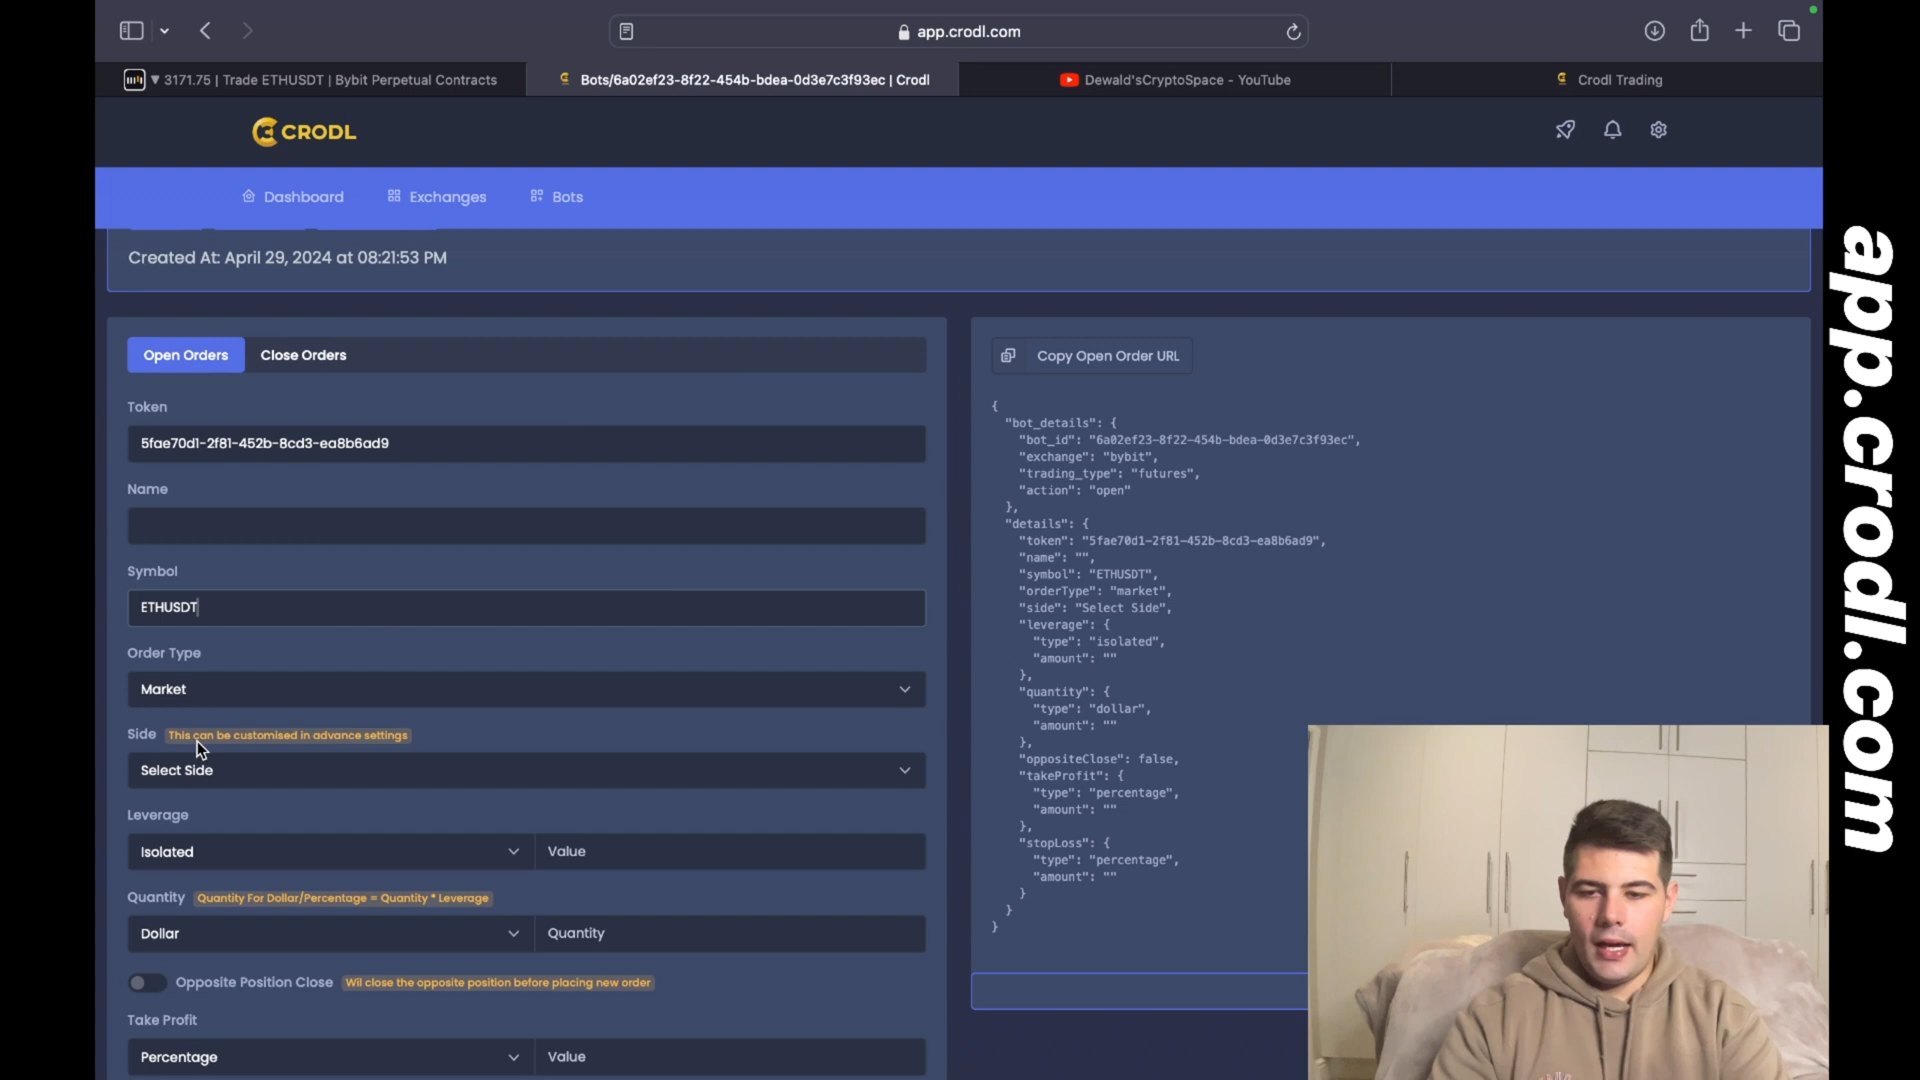 app.crodl.com
▼ 3171.75 | Trade ETHUSDT | Bybit Perpetual Contracts
Bots/6a02ef23-8f22-454b-bdea-0d3e7c3f93ec | Crodl
Dewald'sCryptoSpace - YouTube
Crodl Trading
CRODL
Dashboard
Exchanges
Bots
Created At: April 29, 2024 at 08:21:53 PM
Open Orders
Close Orders
Token
5fae70d1-2f81-452b-8cd3-ea8b6ad9
Name
Symbol
ETHUSDT
Order Type
Market
Side This can be customised in advance settings
Select Side
Leverage
Isolated
Value
Quantity Quantity For Dollar/Percentage = Quantity * Leverage
Dollar
Quantity
Opposite Position Close Wil close the opposite position before placing new order
Take Profit
Percentage
Value
Copy Open Order URL
{
"bot_details": {
"bot_id": "6a02ef23-8f22-454b-bdea-0d3e7c3f93ec",
"exchange": "bybit",
"trading_type": "futures",
"action": "open"
},
"details": {
"token": "5fae70d1-2f81-452b-8cd3-ea8b6ad9",
"name": "",
"symbol": "ETHUSDT",
"orderType": "market",
"side": "Select Side",
"leverage": {
"type": "isolated",
"amount": ""
},
"quantity": {
"type": "dollar",
"amount": ""
},
"oppositeClose": false,
"takeProfit": {
"type": "percentage",
"amount": ""
},
"stopLoss": {
"type": "percentage",
"amount": ""
}
}
}
app.crodl.com